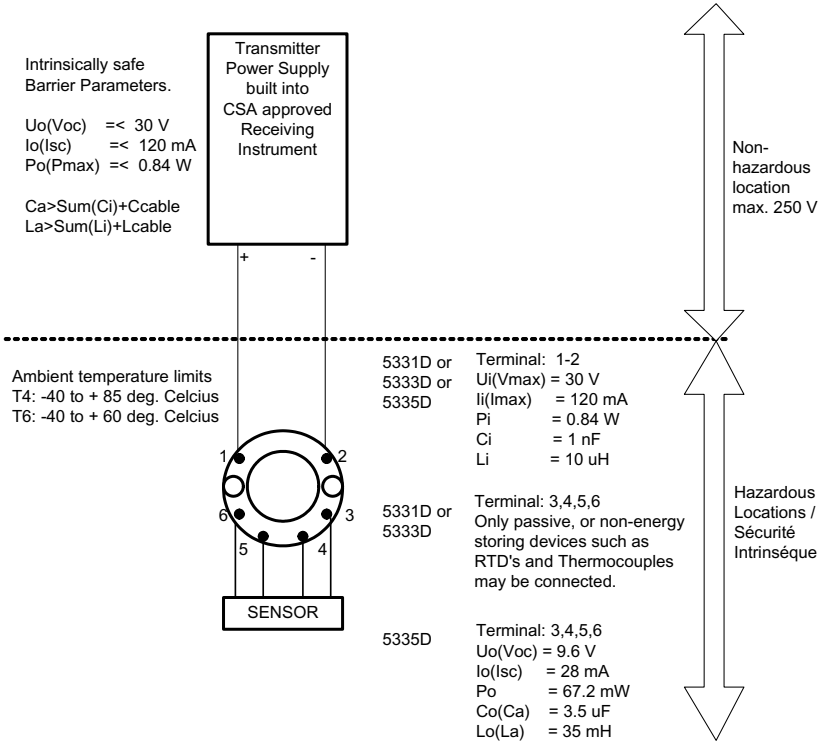 Intrinsically safe
Barrier Parameters.
Uo(Voc) =< 30 V
Io(Isc) =< 120 mA
Po(Pmax) =< 0.84 W
Ca>Sum(Ci)+Ccable
La>Sum(Li)+Lcable
Transmitter
Power Supply
built into
CSA approved
Receiving
Instrument
+
-
Non-
hazardous
location
max. 250 V
Ambient temperature limits
T4: -40 to + 85 deg. Celcius
T6: -40 to + 60 deg. Celcius
1
2
6
3
5
4
SENSOR
5331D or
5333D or
5335D
Terminal: 1-2
Ui(Vmax) = 30 V
Ii(Imax) = 120 mA
Pi = 0.84 W
Ci = 1 nF
Li = 10 uH
5331D or
5333D
Terminal: 3,4,5,6
Only passive, or non-energy
storing devices such as
RTD's and Thermocouples
may be connected.
5335D
Terminal: 3,4,5,6
Uo(Voc) = 9.6 V
Io(Isc) = 28 mA
Po = 67.2 mW
Co(Ca) = 3.5 uF
Lo(La) = 35 mH
Hazardous
Locations /
Sécurité
Intrinséque